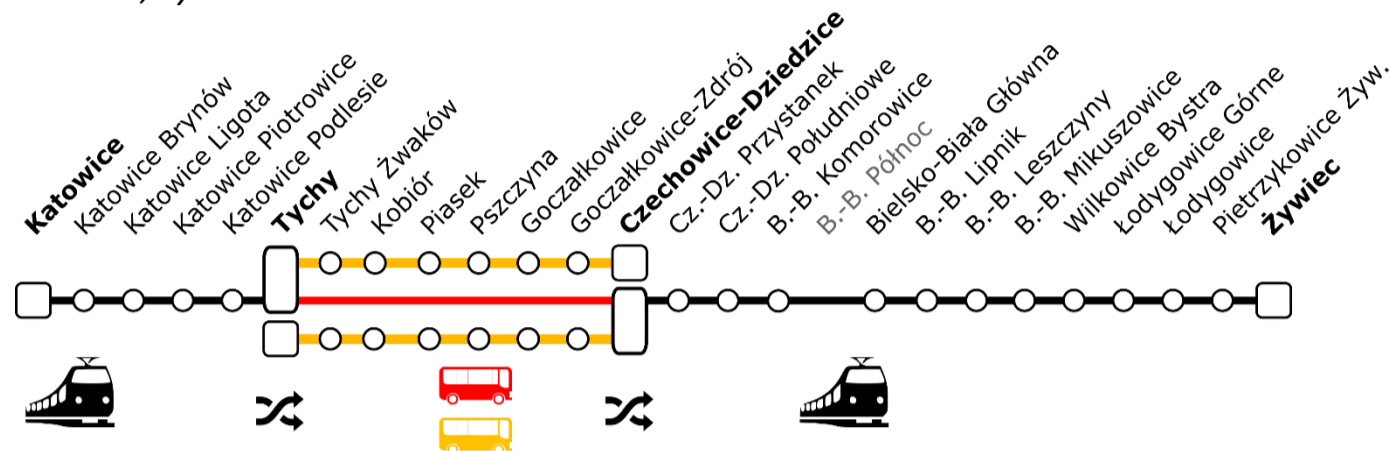 Katowice
Katowice Brynów
Katowice Ligota
Katowice Piotrowice
Katowice Podlesie
Tychy
Tychy Żwaków
Kobiór
Piasek
Pszczyna
Goczałkowice
Goczałkowice-Zdrój
Czechowice-Dziedzice
Cz.-Dz. Przystanek
Cz.-Dz. Południowe
B.-B. Komorowice
B.-B. Północ
Bielsko-Biała Główna
B.-B. Lipnik
B.-B. Leszczyny
B.-B. Mikuszowice
Wilkowice Bystra
Łodygowice Górne
Łodygowice
Pietrzykowice Żyw.
Żywiec